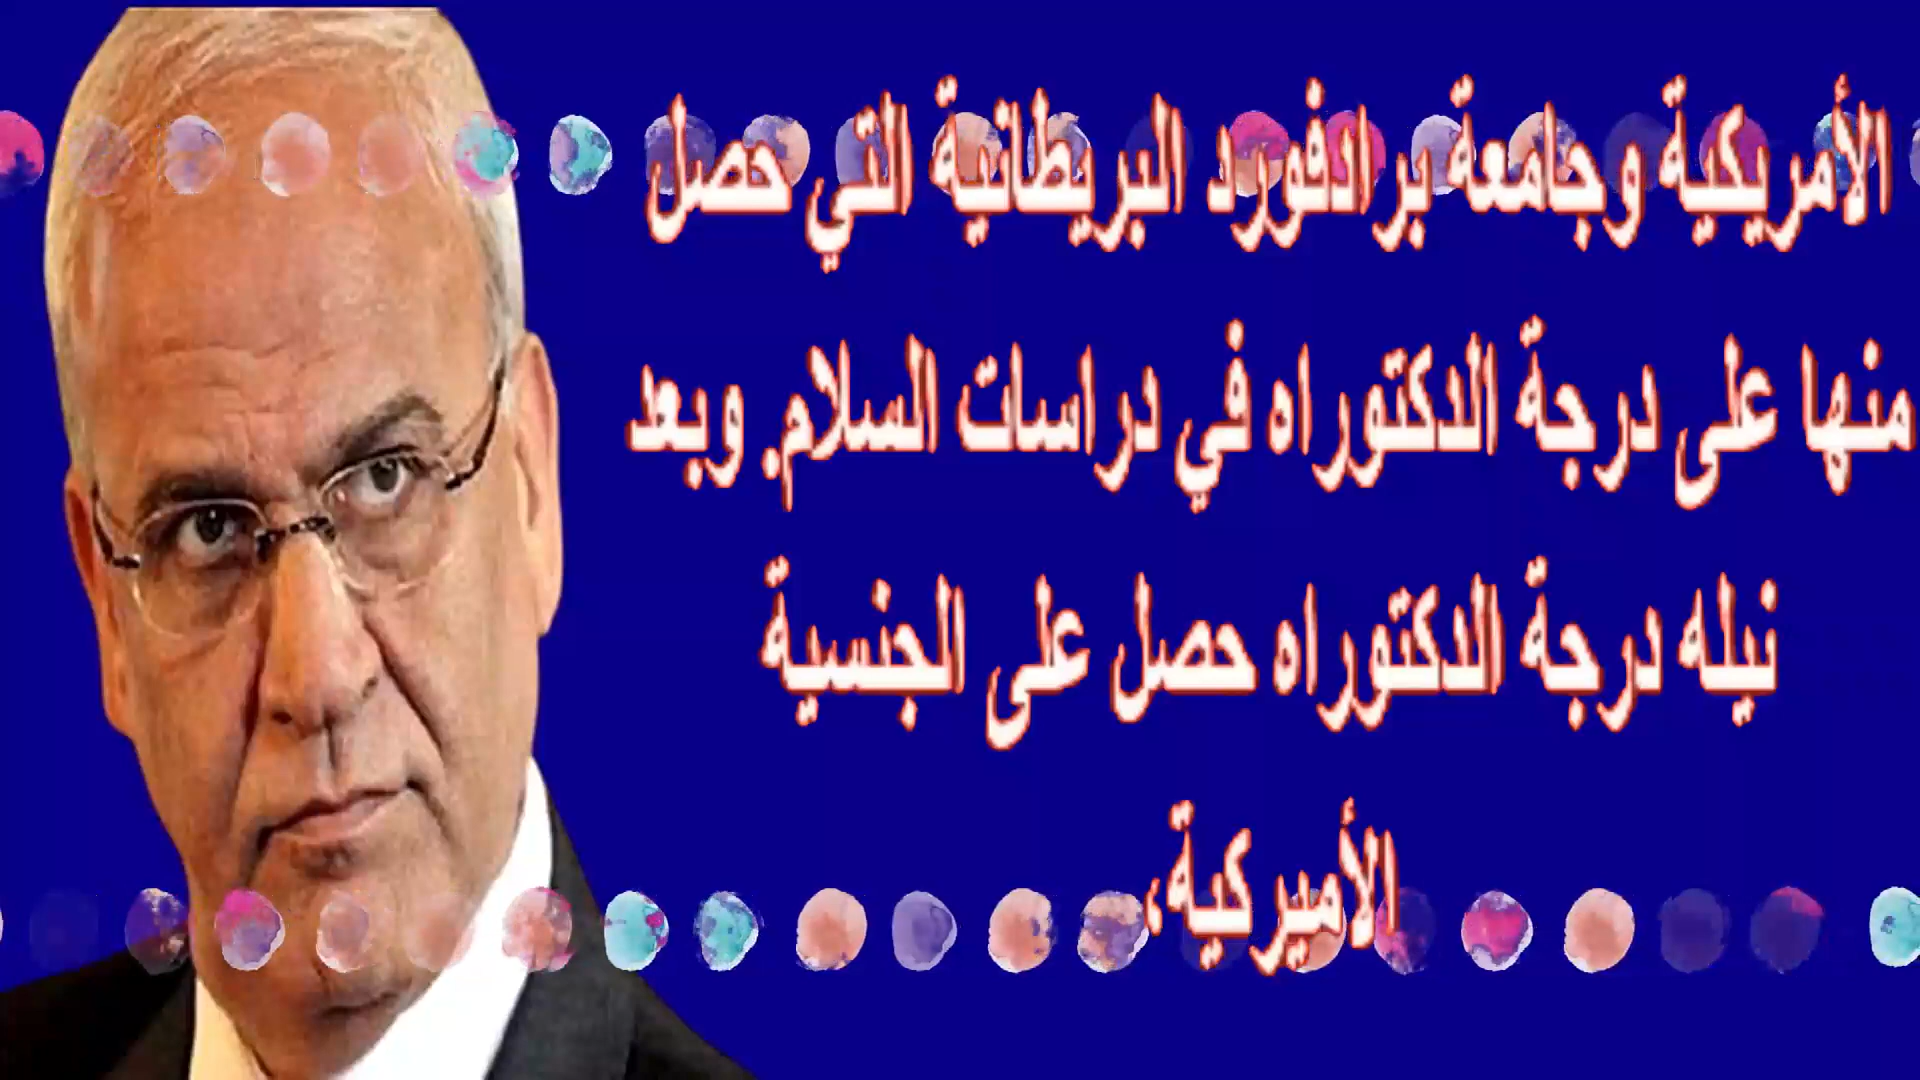 الأمريكية وجامعة برادفورد البريطانية التي حصل
منها على درجة الدكتوراه في دراسات السلام. وبعد
نيله درجة الدكتوراه حصل على الجنسية
الأميركية،